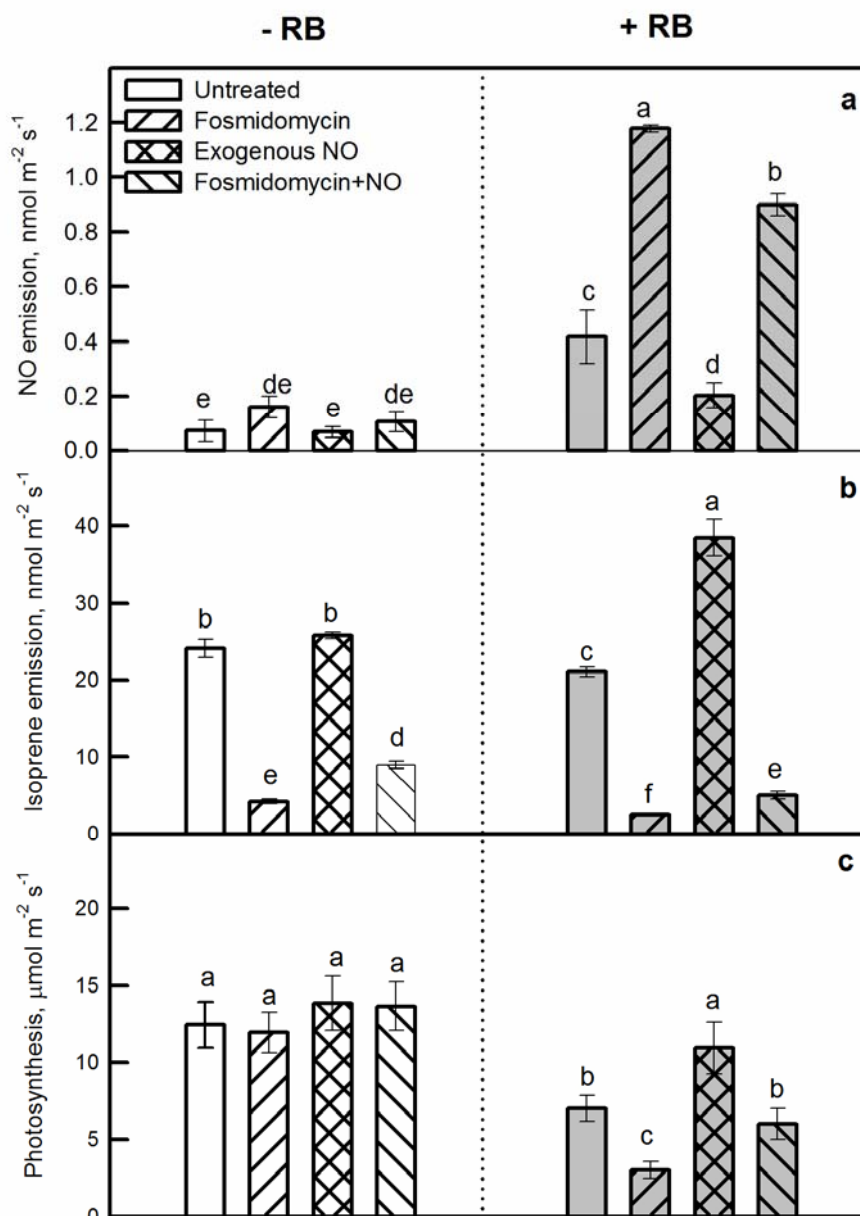 - RB + RB
Untreated
Fosmidomycin
Exogenous NO
Fosmidomycin+NO
a
NO emission, nmol m⁻² s⁻¹
1.2
1.0
0.8
0.6
0.4
0.2
0.0
e de e de
c a d b
b
Isoprene emission, nmol m⁻² s⁻¹
40
30
20
10
0
b e b d
c f a e
c
Photosynthesis, μmol m⁻² s⁻¹
20
15
10
5
0
a a a a
b c a b